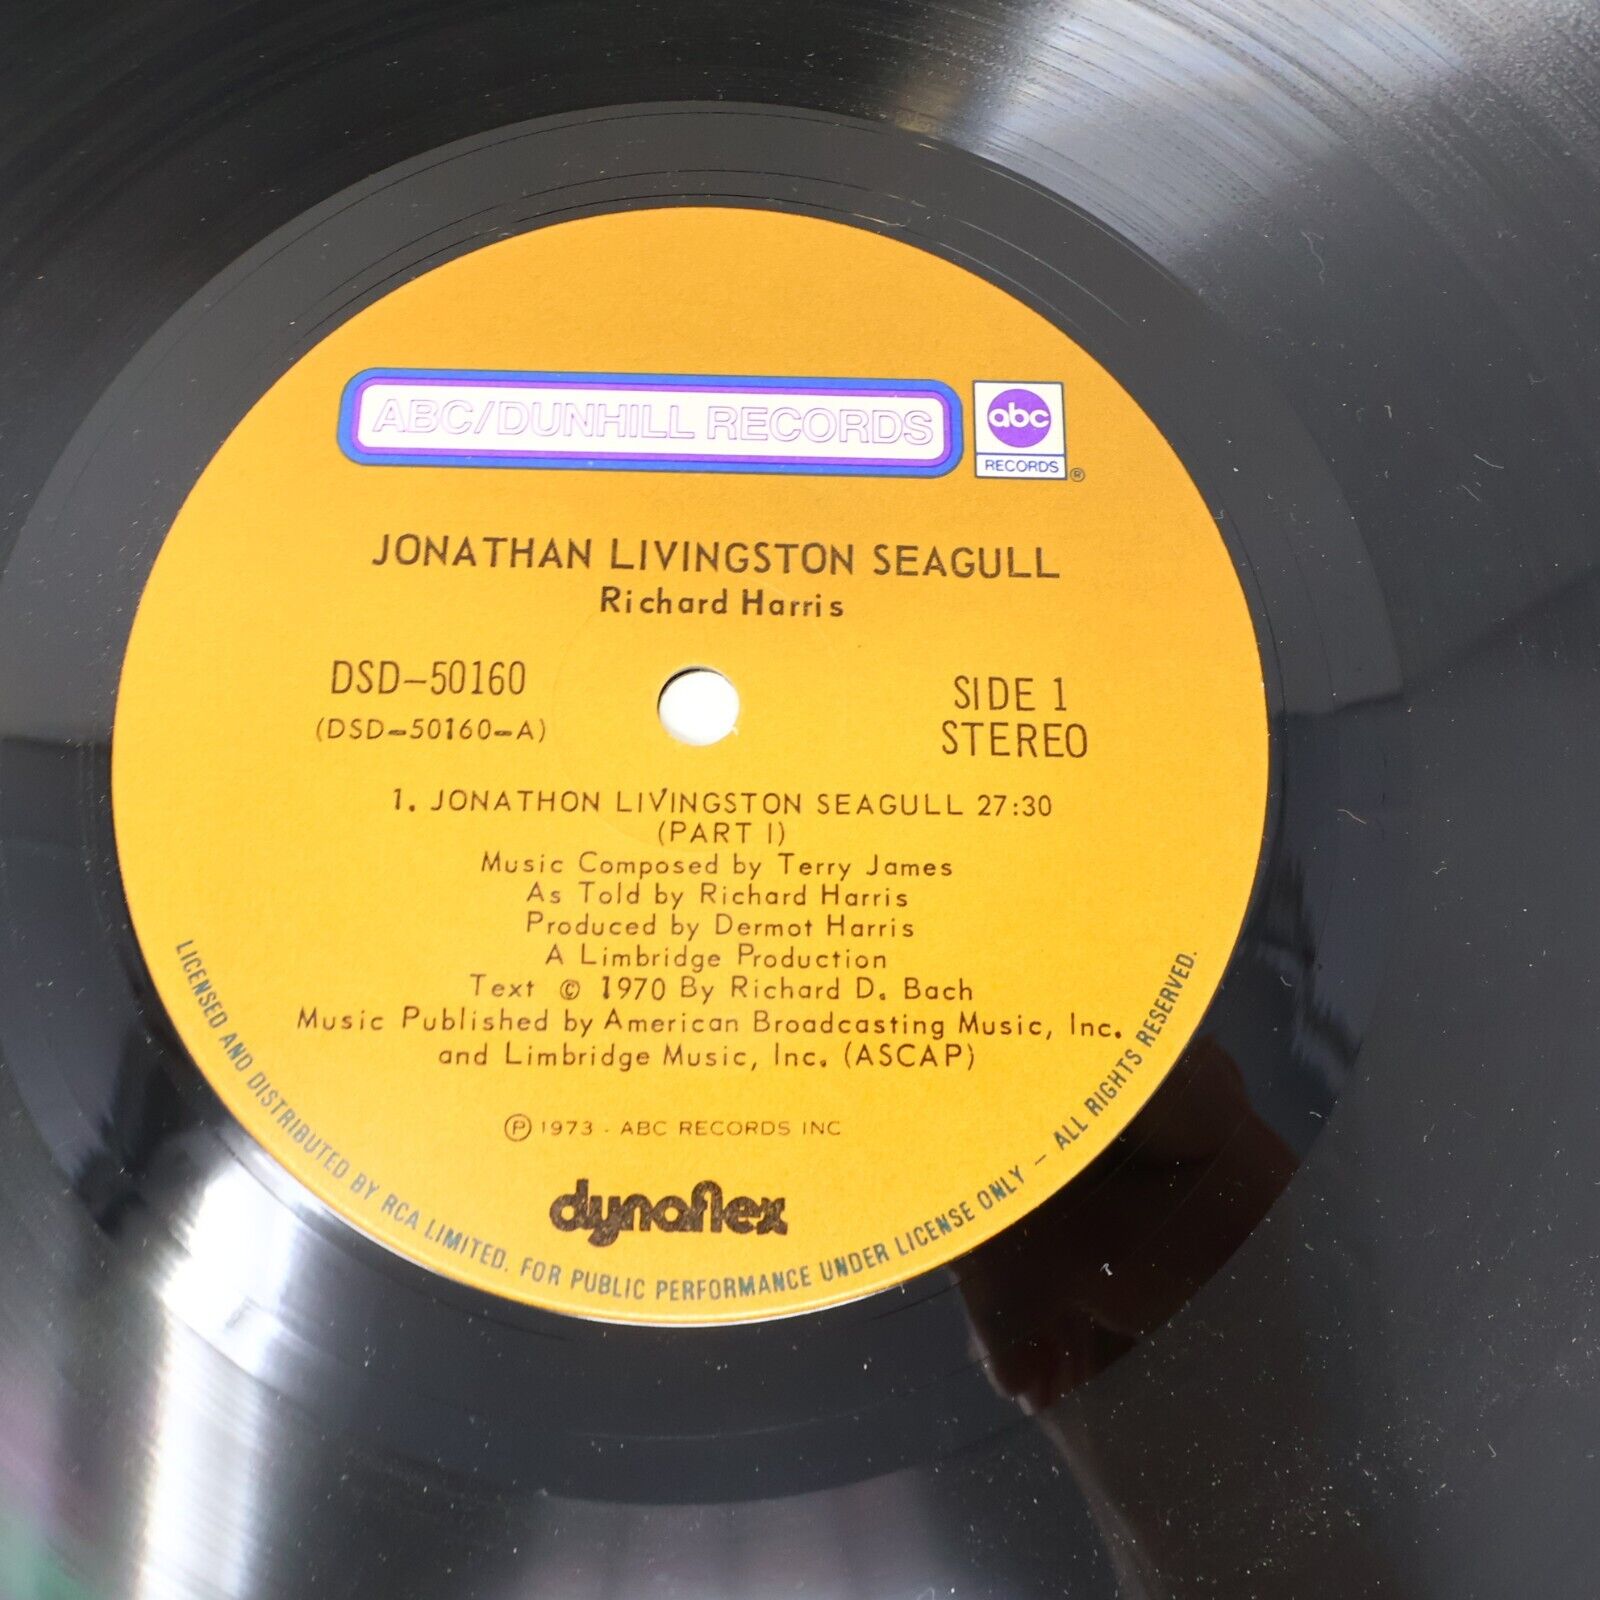 ABC/DUNHILL RECORDS
abc
RECORDS ®
JONATHAN LIVINGSTON SEAGULL
Richard Harris
DSD-50160
(DSD-50160-A)
SIDE 1
STEREO
1. JONATHON LIVINGSTON SEAGULL 27:30
(PART I)
Music Composed by Terry James
As Told by Richard Harris
Produced by Dermot Harris
A Limbridge Production
Text © 1970 By Richard D. Bach
Music Published by American Broadcasting Music, Inc.
and Limbridge Music, Inc. (ASCAP)
℗ 1973 - ABC RECORDS INC
dynaflex
LICENSED AND DISTRIBUTED BY RCA LIMITED. FOR PUBLIC PERFORMANCE UNDER LICENSE ONLY — ALL RIGHTS RESERVED.